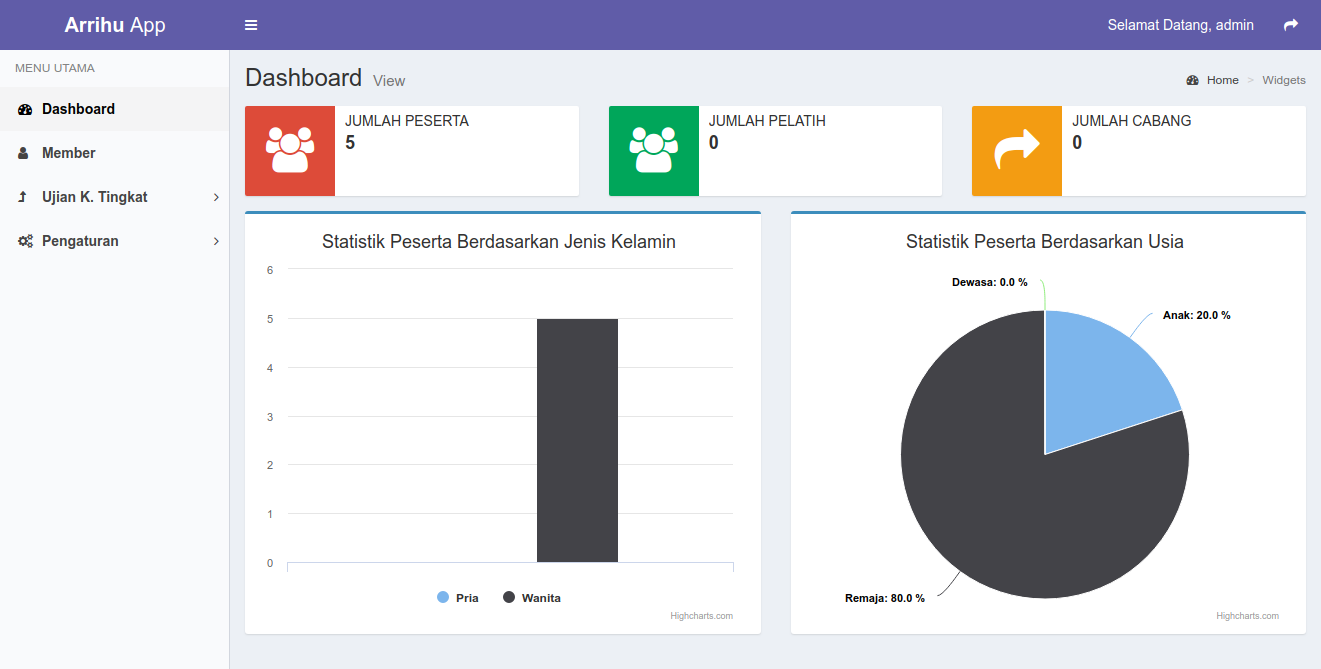 Arrihu App
Selamat Datang, admin
MENU UTAMA
Dashboard
Member
Ujian K. Tingkat
Pengaturan
Dashboard View
Home > Widgets
JUMLAH PESERTA
5
JUMLAH PELATIH
0
JUMLAH CABANG
0
Statistik Peserta Berdasarkan Jenis Kelamin
6
5
4
3
2
1
0
Pria Wanita
Highcharts.com
Statistik Peserta Berdasarkan Usia
Dewasa: 0.0 %
Anak: 20.0 %
Remaja: 80.0 %
Highcharts.com